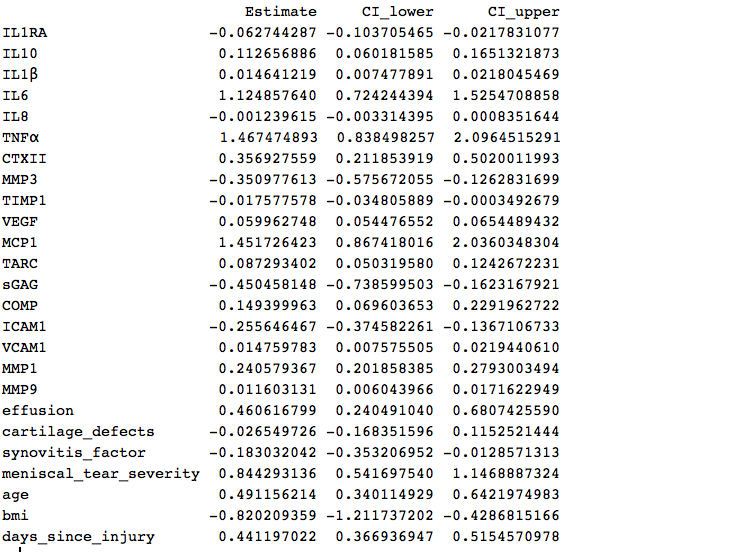 Estimate CI_lower CI_upper
IL1RA -0.062744287 -0.103705465 -0.0217831077
IL10 0.112656886 0.060181585 0.1651321873
IL1β 0.014641219 0.007477891 0.0218045469
IL6 1.124857640 0.724244394 1.5254708858
IL8 -0.001239615 -0.003314395 0.0008351644
TNFα 1.467474893 0.838498257 2.0964515291
CTXII 0.356927559 0.211853919 0.5020011993
MMP3 -0.350977613 -0.575672055 -0.1262831699
TIMP1 -0.017577578 -0.034805889 -0.0003492679
VEGF 0.059962748 0.054476552 0.0654489432
MCP1 1.451726423 0.867418016 2.0360348304
TARC 0.087293402 0.050319580 0.1242672231
sGAG -0.450458148 -0.738599503 -0.1623167921
COMP 0.149399963 0.069603653 0.2291962722
ICAM1 -0.255646467 -0.374582261 -0.1367106733
VCAM1 0.014759783 0.007575505 0.0219440610
MMP1 0.240579367 0.201858385 0.2793003494
MMP9 0.011603131 0.006043966 0.0171622949
effusion 0.460616799 0.240491040 0.6807425590
cartilage_defects -0.026549726 -0.168351596 0.1152521444
synovitis_factor -0.183032042 -0.353206952 -0.0128571313
meniscal_tear_severity 0.844293136 0.541697540 1.1468887324
age 0.491156214 0.340114929 0.6421974983
bmi -0.820209359 -1.211737202 -0.4286815166
days_since_injury 0.441197022 0.366936947 0.5154570978